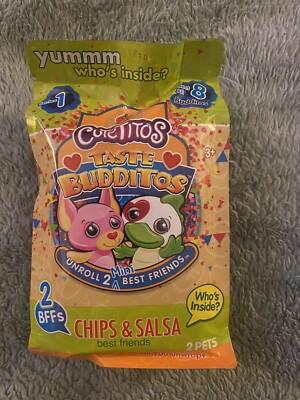 yummm
who's inside?
Series 1
8
Budditos
CUTETITOS
TASTE
BUDDITOS
3+
UNROLL 2 Mini BEST FRIENDS
2
BFFs
Who's
Inside?
CHIPS & SALSA
best friends
2 PETS